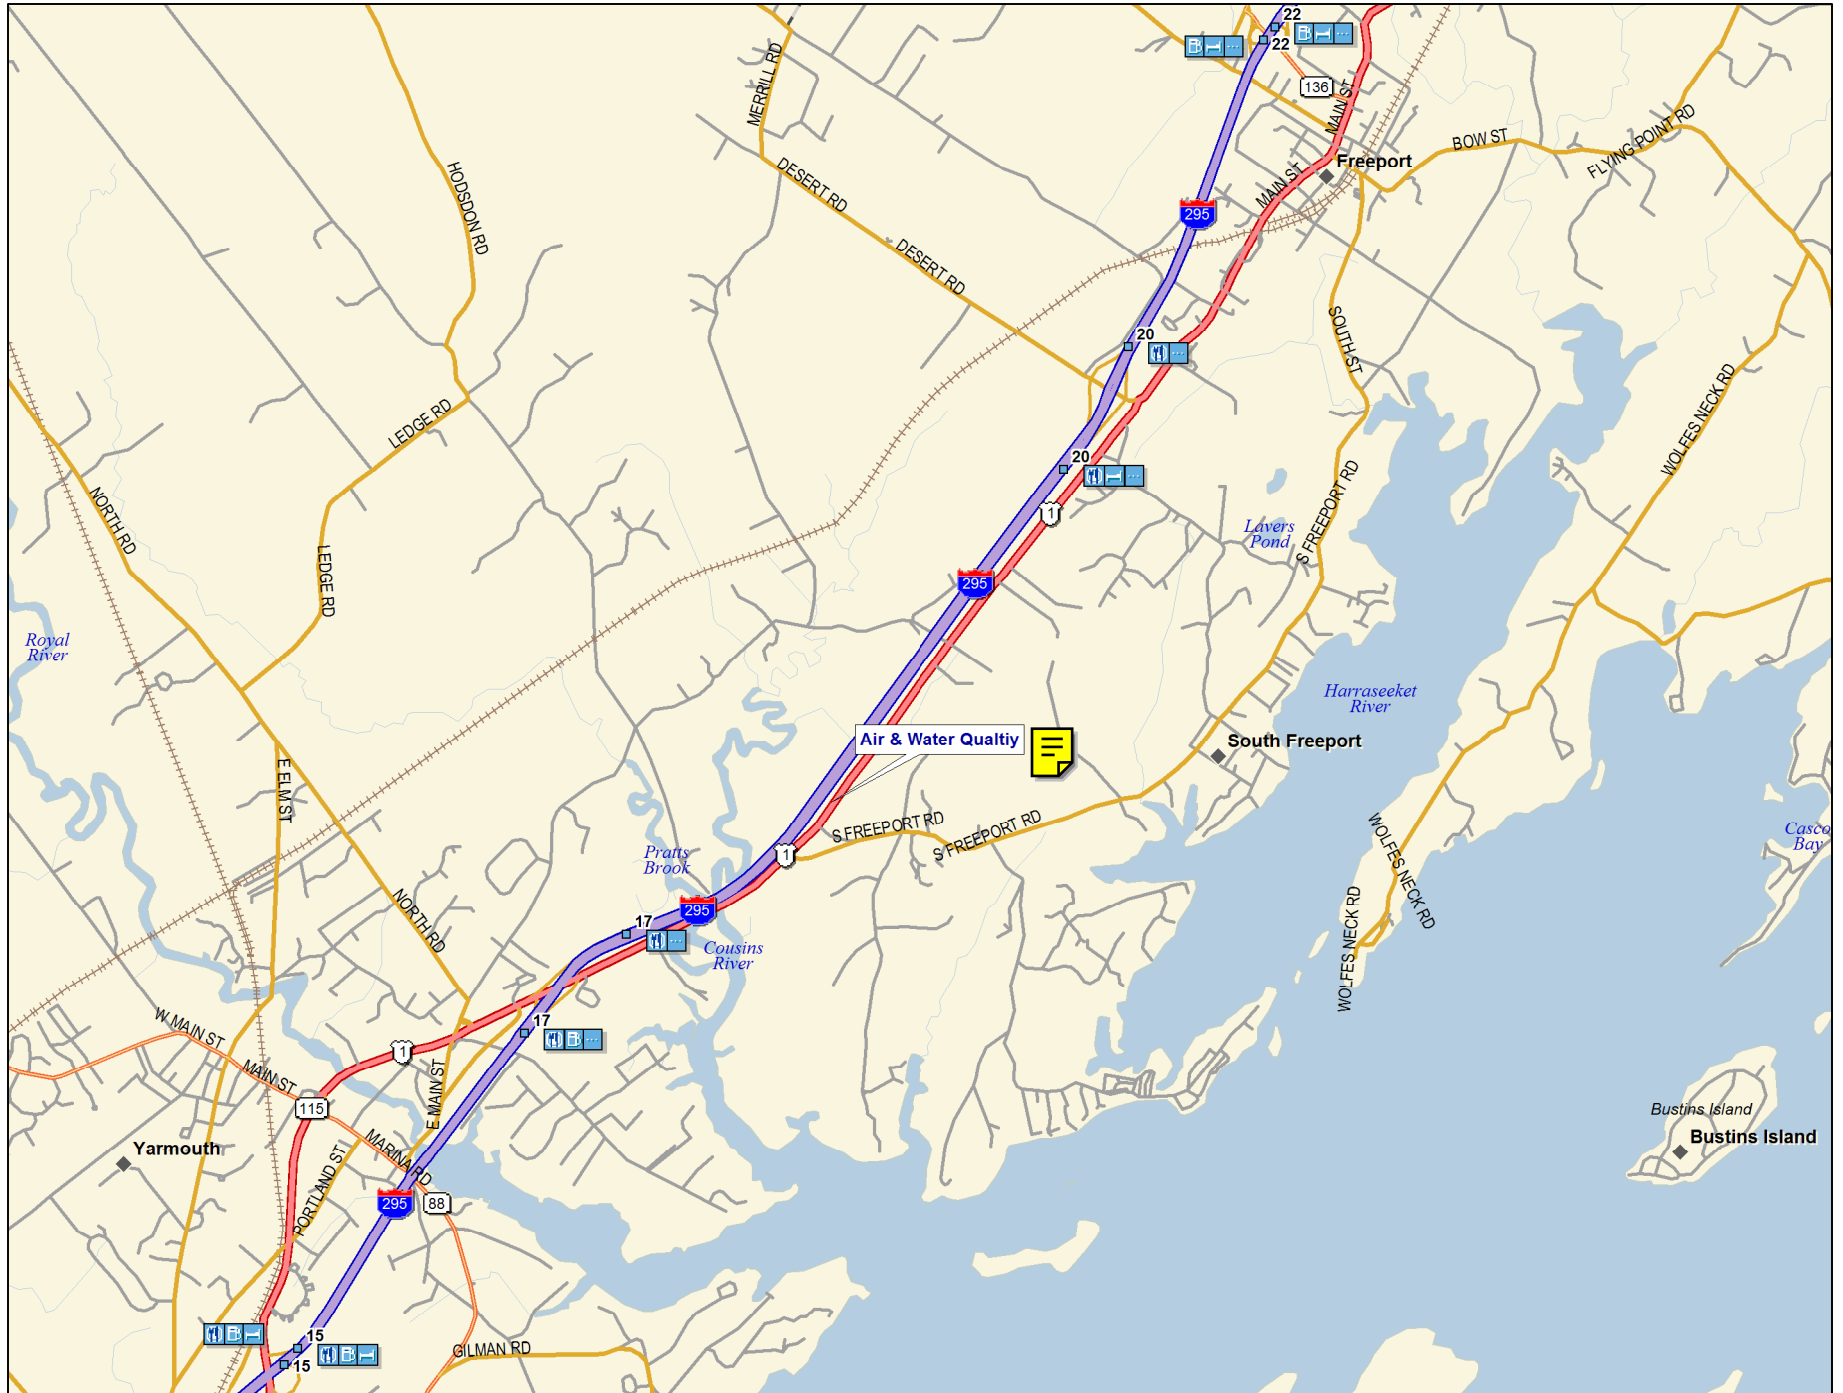 22
22
136
MERRILL RD
MAIN ST
BOW ST
FLYING POINT RD
Freeport
MAIN ST
HODSDON RD
DESERT RD
295
DESERT RD
20
SOUTH ST
WOLFES NECK RD
LEDGE RD
20
NORTH RD
1
Lavers
Pond
S FREEPORT RD
LEDGE RD
295
Royal
River
Harraseeket
River
Air & Water Qualtiy
South Freeport
E ELM ST
S FREEPORT RD
S FREEPORT RD
WOLFES NECK RD
Casco
Bay
1
Pratts
Brook
NORTH RD
295
17
Cousins
River
WOLFES NECK RD
17
W MAIN ST
1
MAIN ST
E MAIN ST
115
Bustins Island
Bustins Island
Yarmouth
MARINA RD
PORTLAND ST
295
88
15
15
GILMAN RD